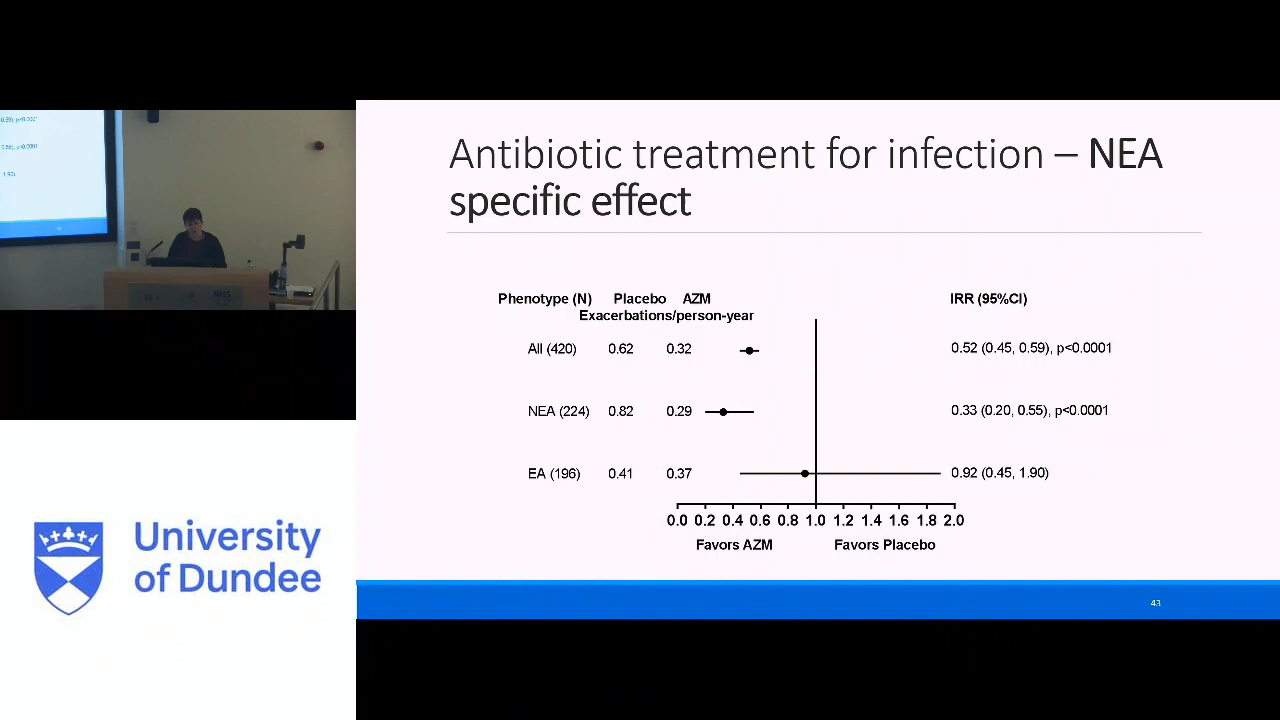 Antibiotic treatment for infection – NEA
specific effect
Phenotype (N) Placebo AZM IRR (95%CI)
Exacerbations/person-year
All (420) 0.62 0.32 0.52 (0.45, 0.59), p<0.0001
NEA (224) 0.82 0.29 0.33 (0.20, 0.55), p<0.0001
EA (196) 0.41 0.37 0.92 (0.45, 1.90)
0.0 0.2 0.4 0.6 0.8 1.0 1.2 1.4 1.6 1.8 2.0
Favors AZM Favors Placebo
43
NHS
University
of Dundee